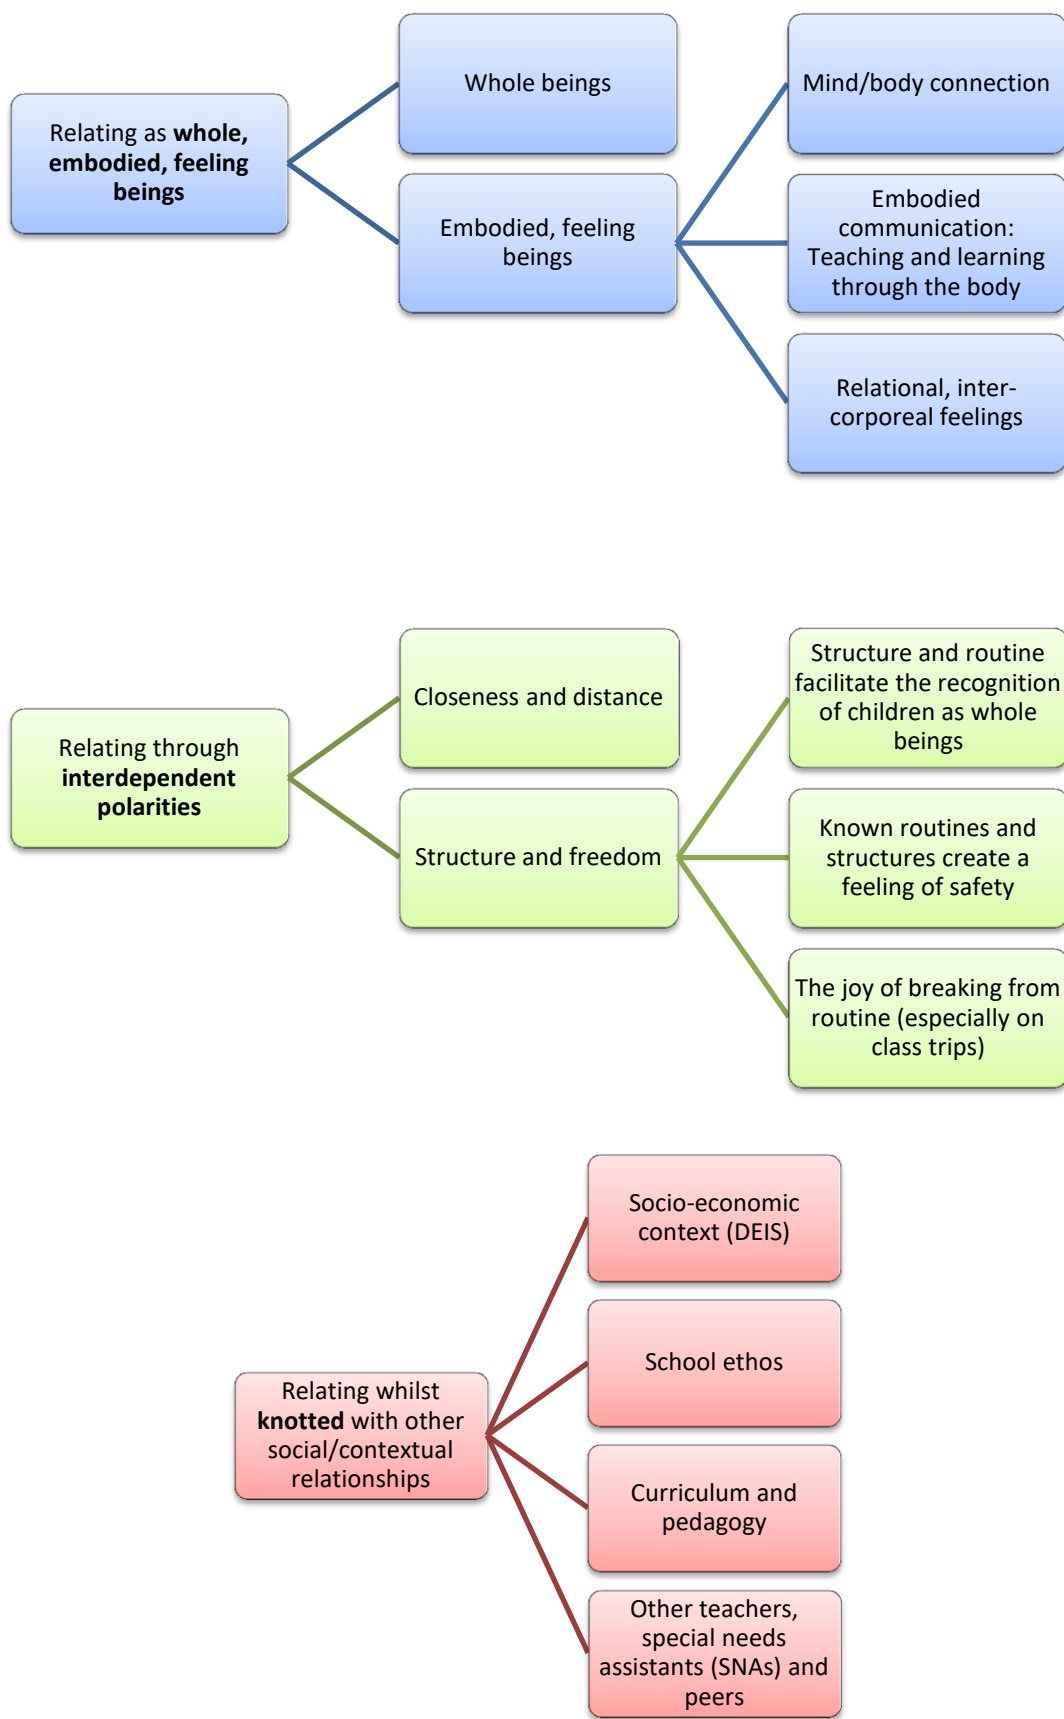 Relating as whole,
embodied, feeling
beings
Whole beings
Embodied, feeling
beings
Mind/body connection
Embodied
communication:
Teaching and learning
through the body
Relational, inter-
corporeal feelings
Relating through
interdependent
polarities
Closeness and distance
Structure and freedom
Structure and routine
facilitate the recognition
of children as whole
beings
Known routines and
structures create a
feeling of safety
The joy of breaking from
routine (especially on
class trips)
Relating whilst
knotted with other
social/contextual
relationships
Socio-economic
context (DEIS)
School ethos
Curriculum and
pedagogy
Other teachers,
special needs
assistants (SNAs) and
peers